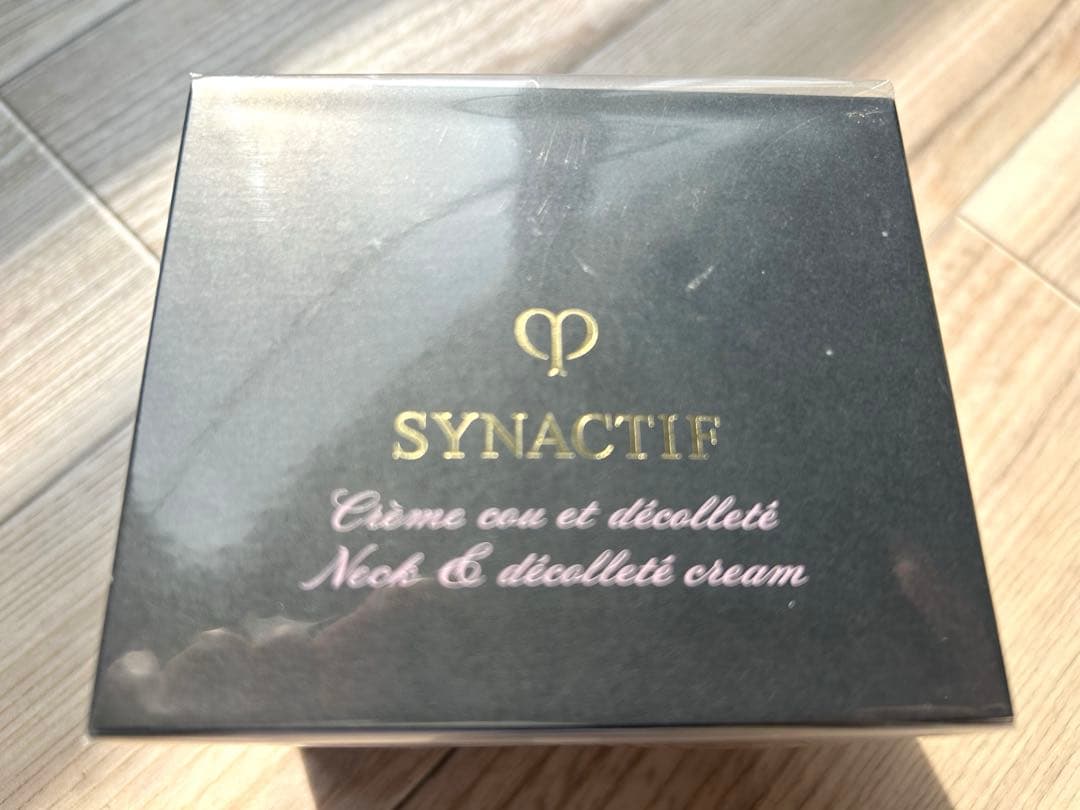 SYNACTIF
Crème cou et décolleté
Neck & décolleté cream